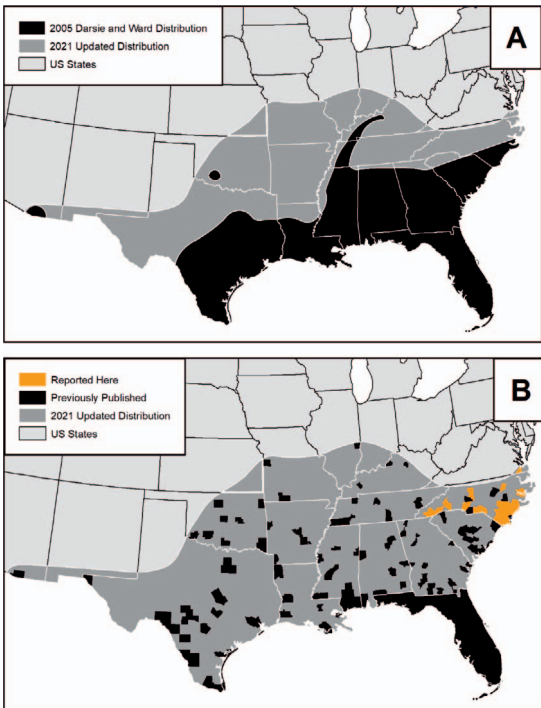 2005 Darsie and Ward Distribution
2021 Updated Distribution
US States
A
Reported Here
Previously Published
2021 Updated Distribution
US States
B